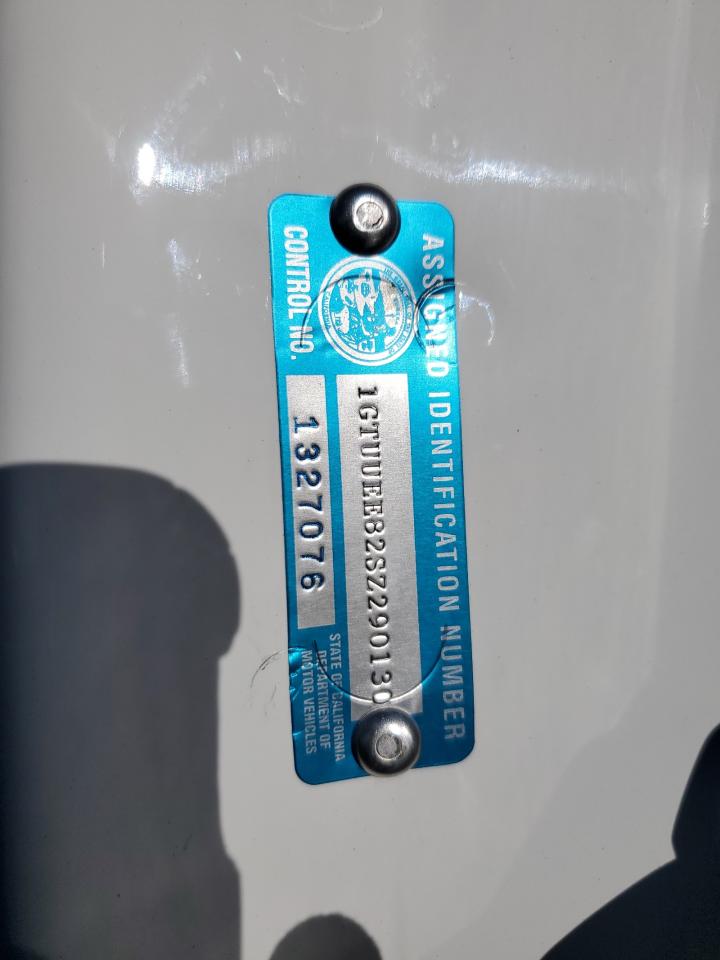 ASSIGNED IDENTIFICATION NUMBER
1GTUUEE82SZ290130
CONTROL NO.
1327076
STATE OF CALIFORNIA
DEPARTMENT OF
MOTOR VEHICLES